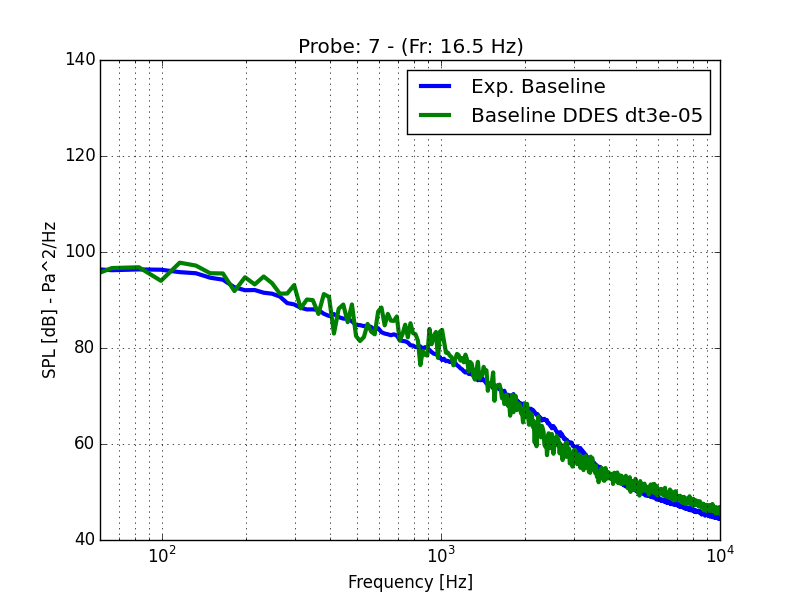 Probe: 7 - (Fr: 16.5 Hz)
Exp. Baseline
Baseline DDES dt3e-05
140
120
100
80
60
40
SPL [dB] - Pa^2/Hz
10^2
10^3
10^4
Frequency [Hz]